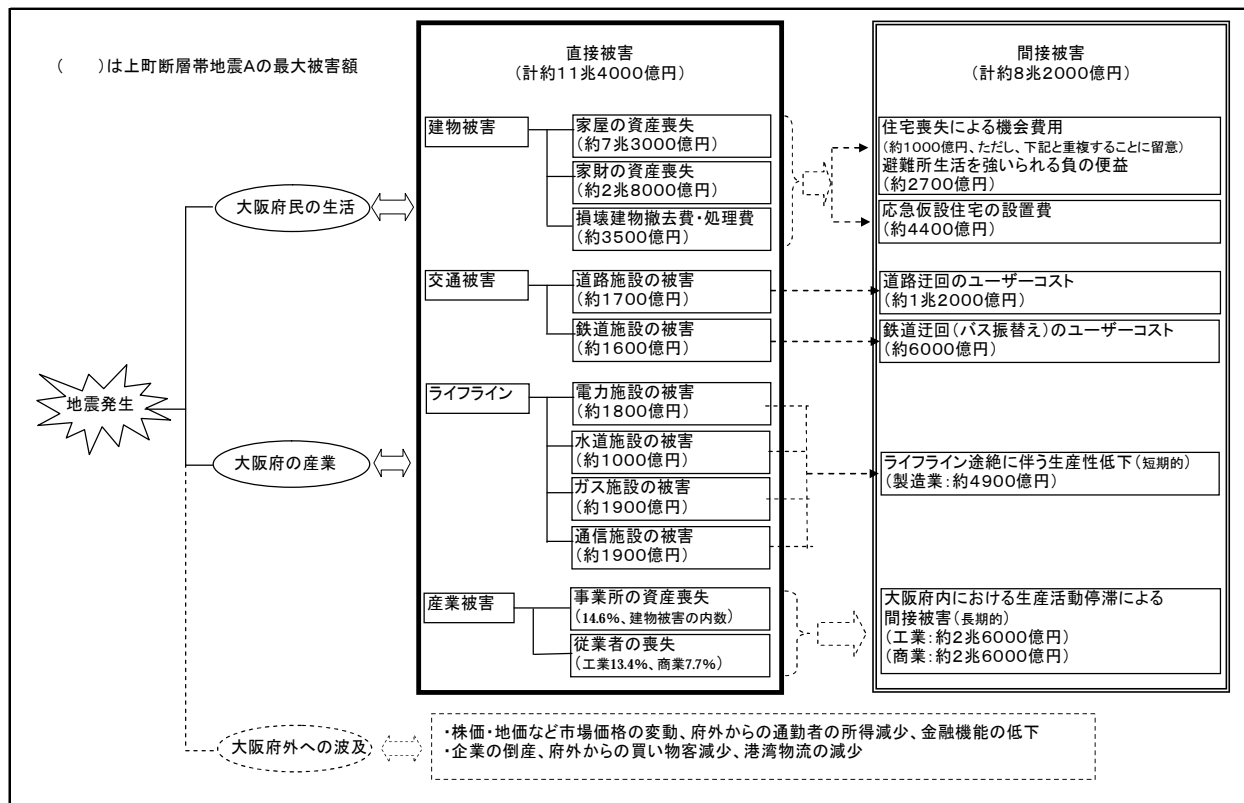 (　　)は上町断層帯地震Aの最大被害額
直接被害
(計約11兆4000億円)
間接被害
(計約8兆2000億円)
地震発生
大阪府民の生活
大阪府の産業
大阪府外への波及
建物被害
家屋の資産喪失
(約7兆3000億円)
家財の資産喪失
(約2兆8000億円)
損壊建物撤去費・処理費
(約3500億円)
住宅喪失による機会費用
(約1000億円、ただし、下記と重複することに留意)
避難所生活を強いられる負の便益
(約2700億円)
応急仮設住宅の設置費
(約4400億円)
交通被害
道路施設の被害
(約1700億円)
鉄道施設の被害
(約1600億円)
道路迂回のユーザーコスト
(約1兆2000億円)
鉄道迂回(バス振替え)のユーザーコスト
(約6000億円)
ライフライン
電力施設の被害
(約1800億円)
水道施設の被害
(約1000億円)
ガス施設の被害
(約1900億円)
通信施設の被害
(約1900億円)
ライフライン途絶に伴う生産性低下(短期的)
(製造業:約4900億円)
産業被害
事業所の資産喪失
(14.6%、建物被害の内数)
従業者の喪失
(工業13.4%、商業7.7%)
大阪府内における生産活動停滞による
間接被害(長期的)
(工業:約2兆6000億円)
(商業:約2兆6000億円)
・株価・地価など市場価格の変動、府外からの通勤者の所得減少、金融機能の低下
・企業の倒産、府外からの買い物客減少、港湾物流の減少